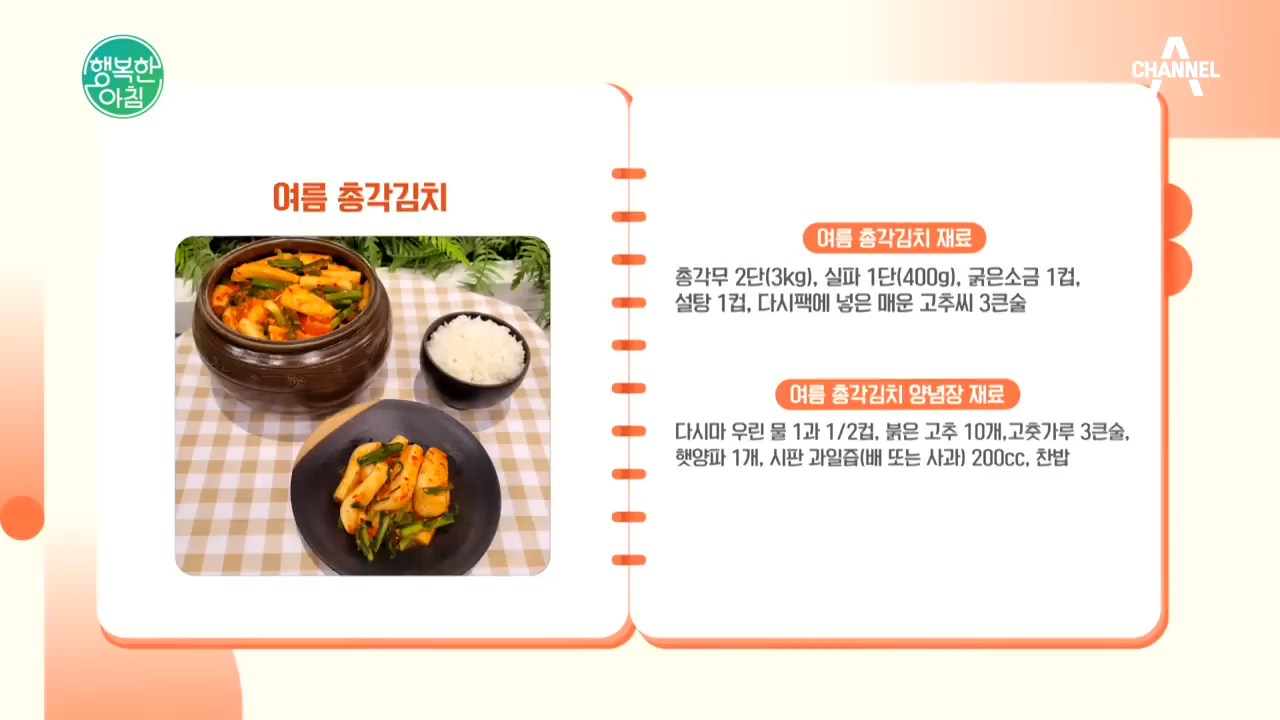 행복한
아침
CHANNEL A
여름 총각김치
여름 총각김치 재료
총각무 2단(3kg), 실파 1단(400g), 굵은소금 1컵,
설탕 1컵, 다시팩에 넣은 매운 고추씨 3큰술
여름 총각김치 양념장 재료
다시마 우린 물 1과 1/2컵, 붉은 고추 10개,고춧가루 3큰술,
햇양파 1개, 시판 과일즙(배 또는 사과) 200cc, 찬밥